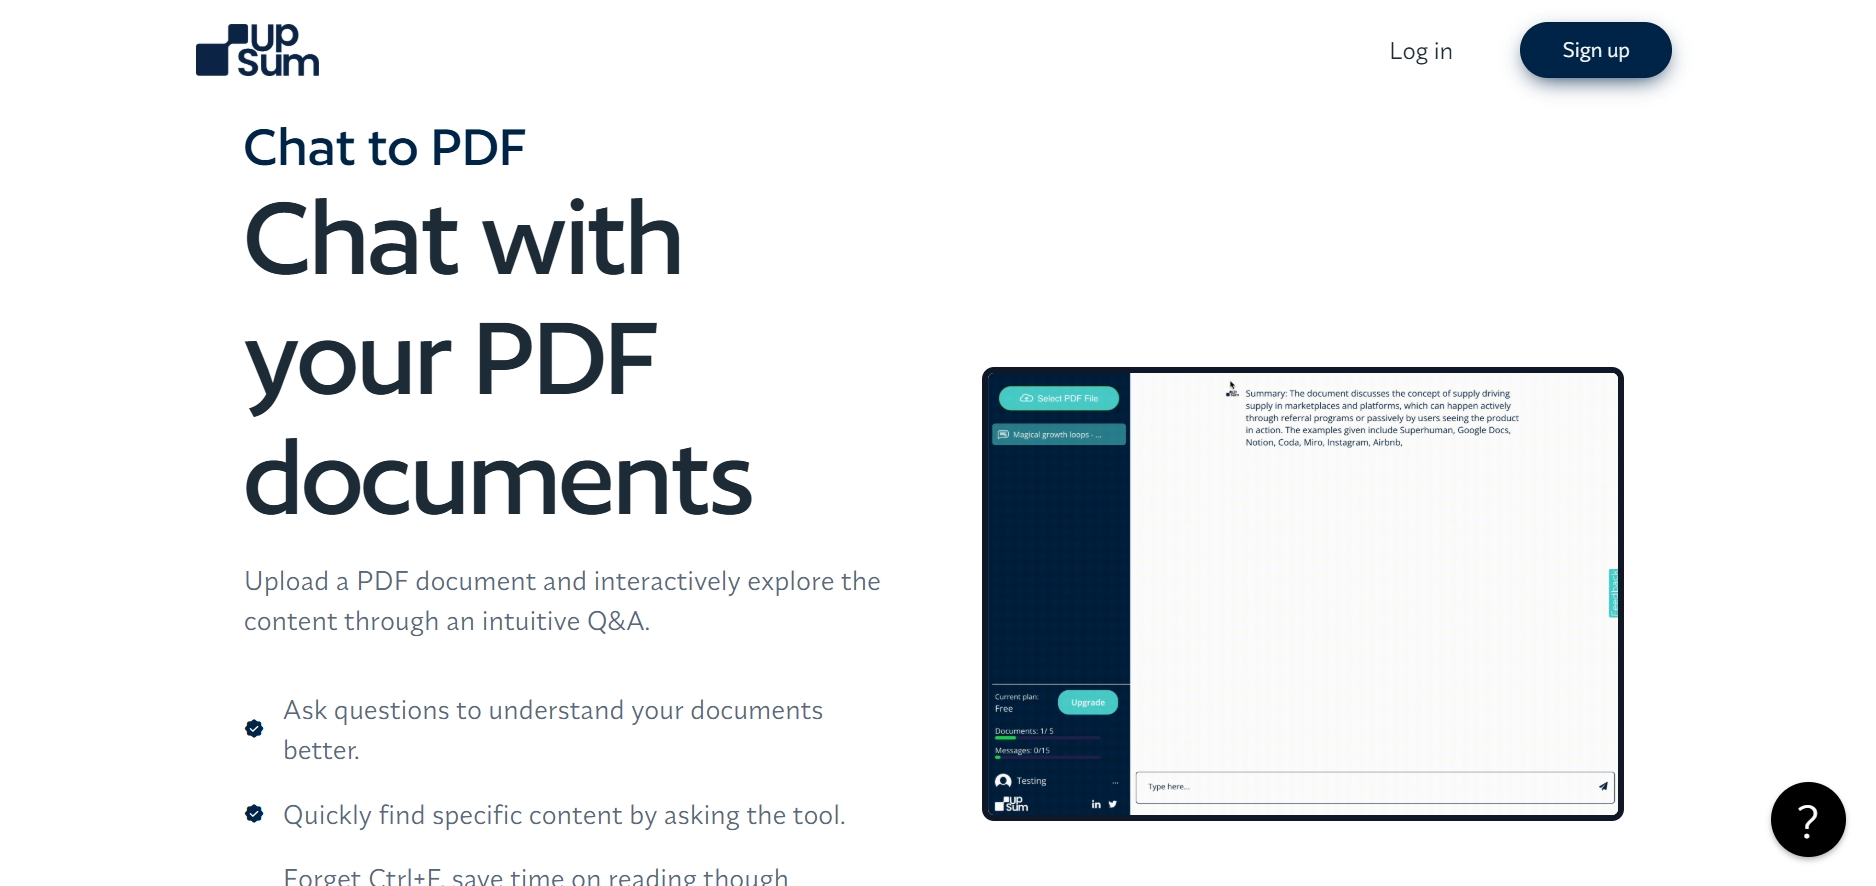 up
Sum
Log in
Sign up
Chat to PDF
Chat with
your PDF
documents
Upload a PDF document and interactively explore the
content through an intuitive Q&A.
Ask questions to understand your documents
better.
Quickly find specific content by asking the tool.
Forget Ctrl+F, save time on reading though
Select PDF File
Magical growth loops - ...
Summary: The document discusses the concept of supply driving
supply in marketplaces and platforms, which can happen actively
through referral programs or passively by users seeing the product
in action. The examples given include Superhuman, Google Docs,
Notion, Coda, Miro, Instagram, Airbnb,
Feedback
Current plan:
Free
Upgrade
Documents: 1/ 5
Messages: 0/15
Testing
...
up
Sum
in
Type here...
?